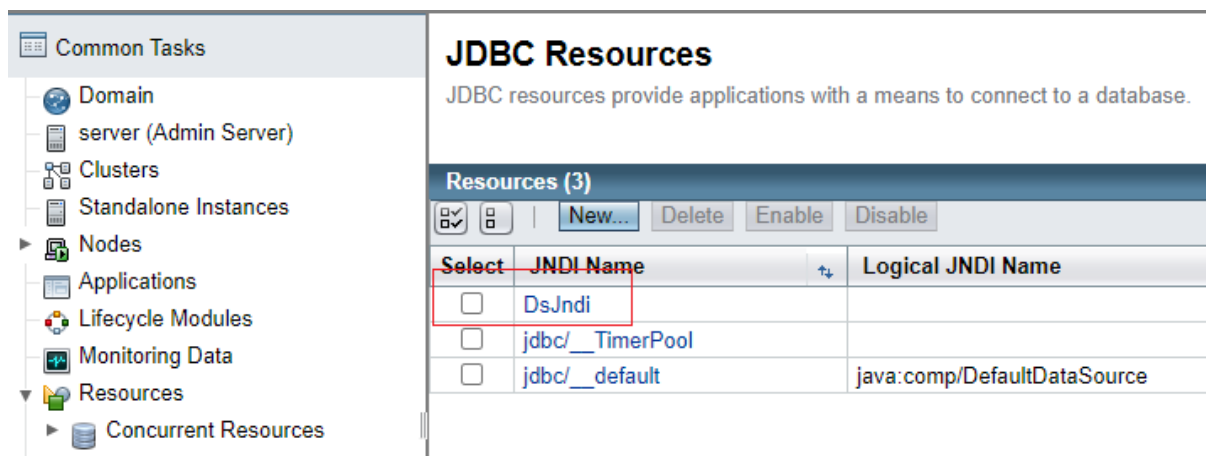 Common Tasks
Domain
server (Admin Server)
Clusters
Standalone Instances
Nodes
Applications
Lifecycle Modules
Monitoring Data
Resources
Concurrent Resources
JDBC Resources
JDBC resources provide applications with a means to connect to a database.
Resources (3)
New... Delete Enable Disable
Select JNDI Name Logical JNDI Name
DsJndi
jdbc/__TimerPool
jdbc/__default java:comp/DefaultDataSource